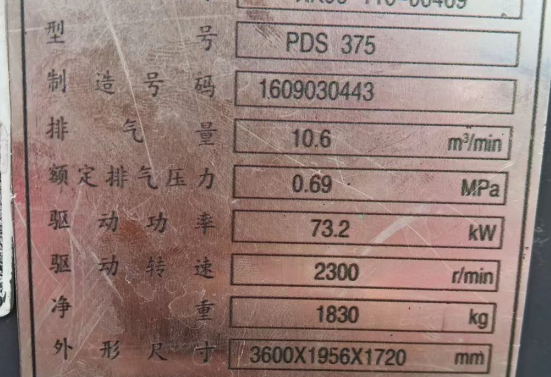 型号 PDS 375
制造号码 1609030443
排气量 10.6 m³/min
额定排气压力 0.69 MPa
驱动功率 73.2 kW
驱动转速 2300 r/min
净重 1830 kg
外形尺寸 3600X1956X1720 mm